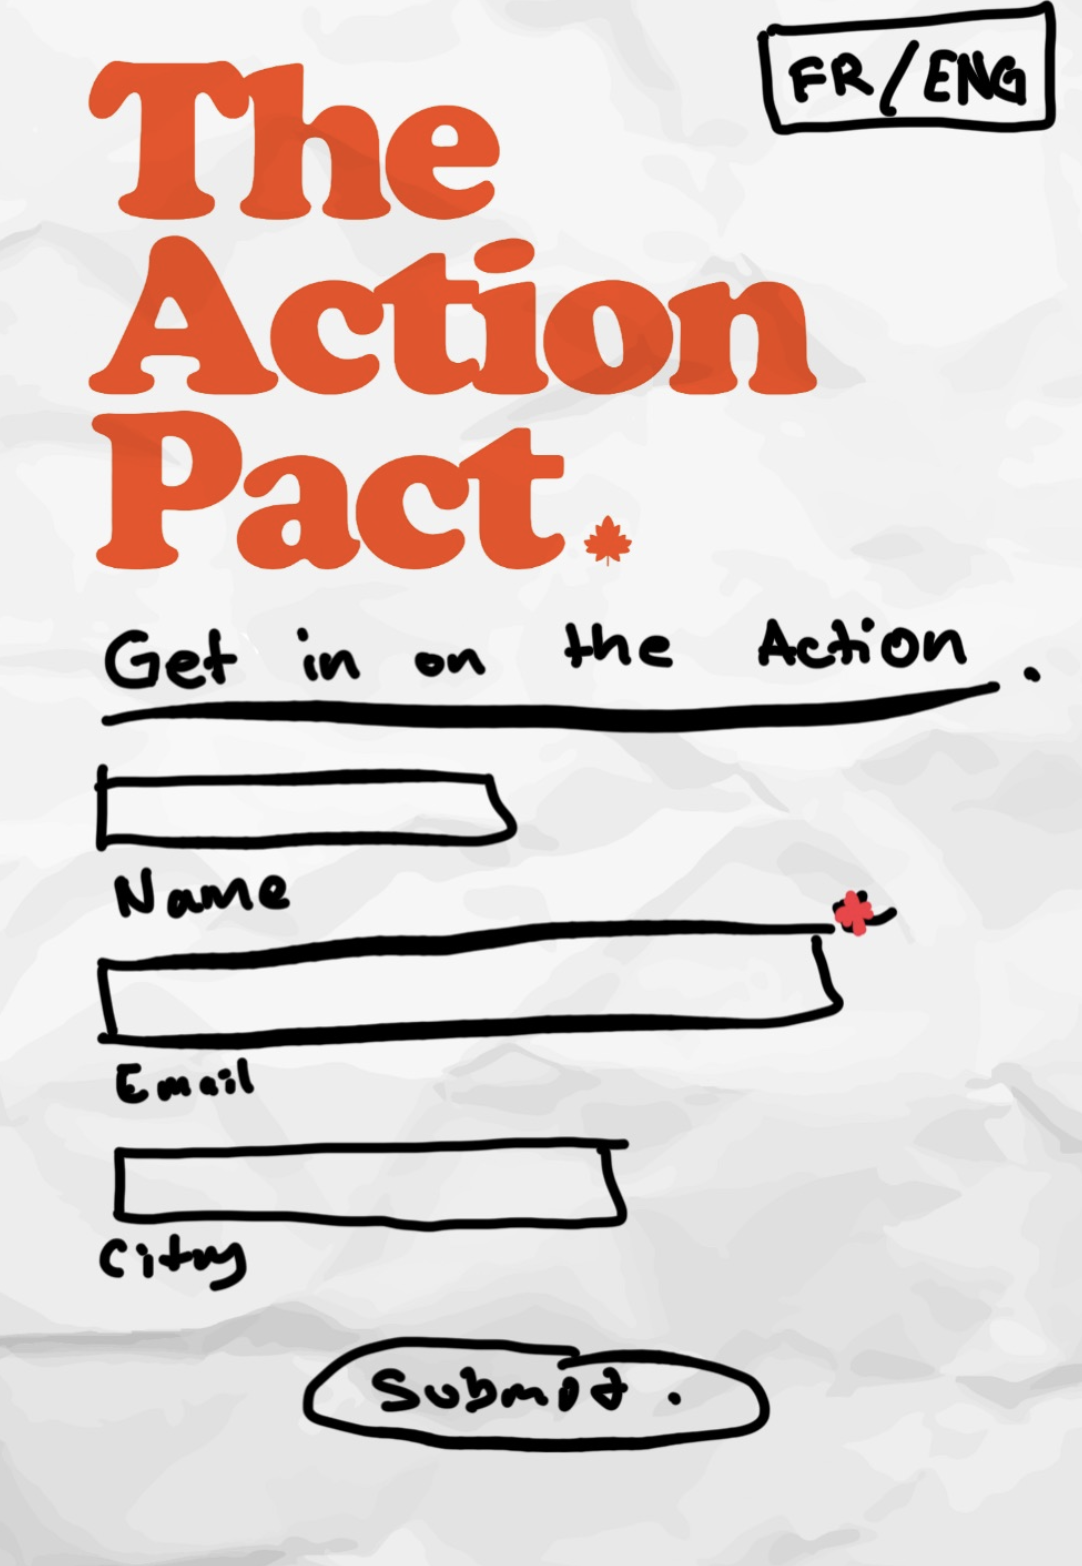 FR/ENG
The
Action
Pact.
Get in on the Action.
Name
*
Email
City
Submit.